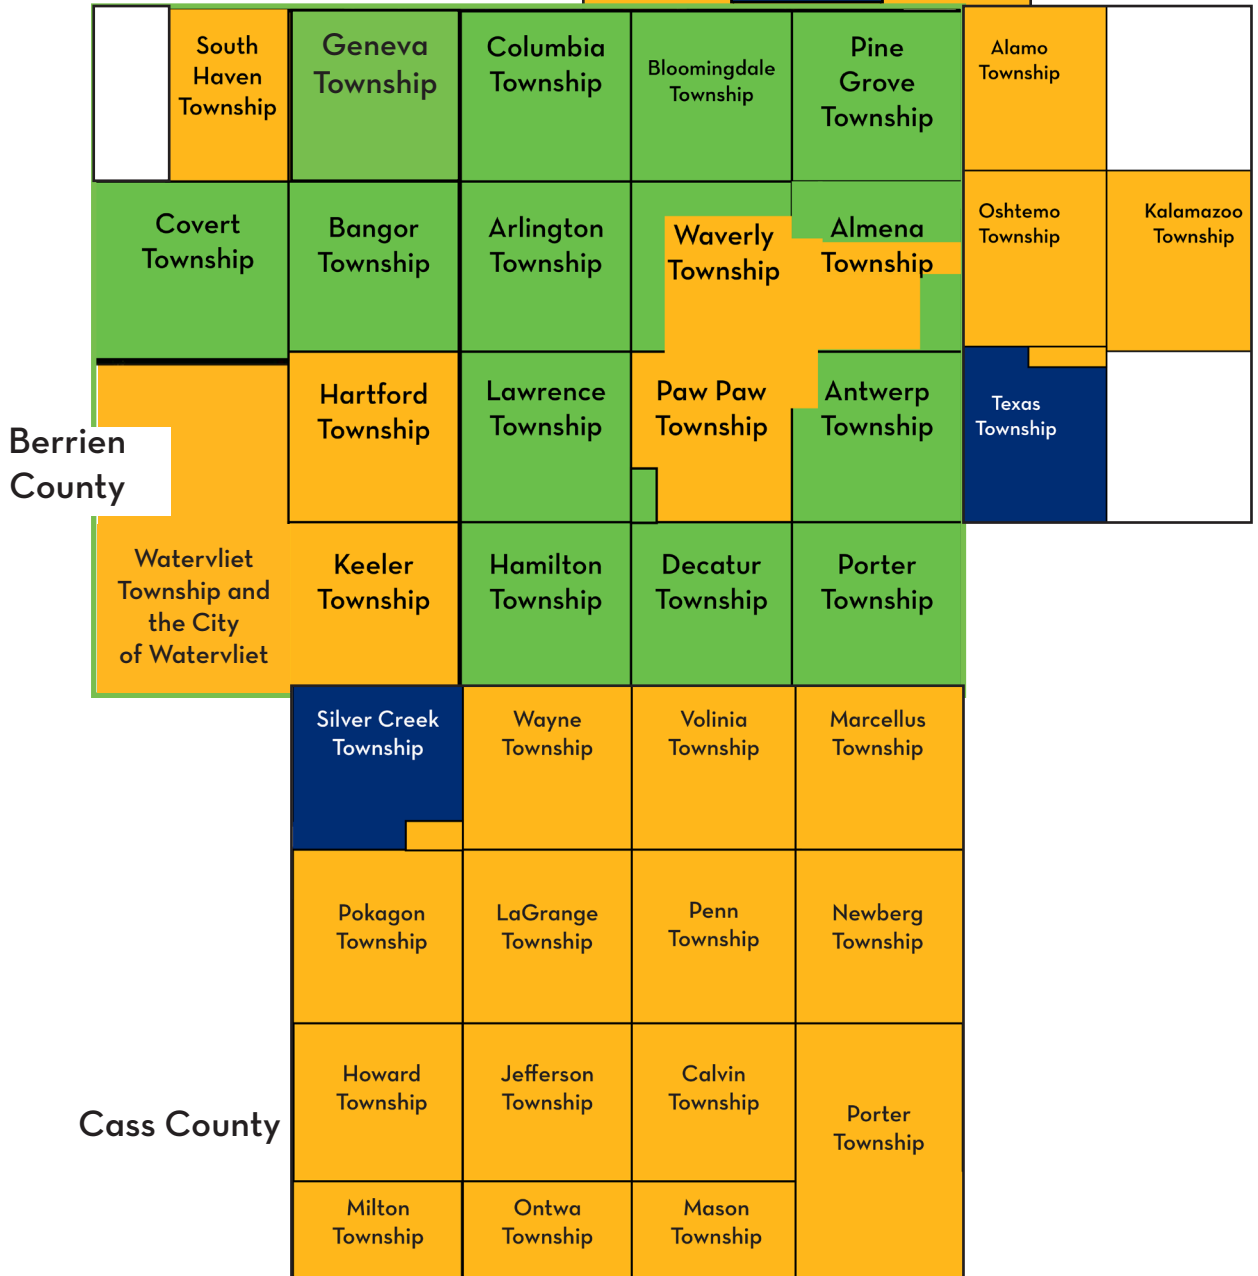 South
Haven
Township
Geneva
Township
Columbia
Township
Bloomingdale
Township
Pine
Grove
Township
Alamo
Township
Covert
Township
Bangor
Township
Arlington
Township
Waverly
Township
Almena
Township
Oshtemo
Township
Kalamazoo
Township
Berrien
County
Hartford
Township
Lawrence
Township
Paw Paw
Township
Antwerp
Township
Texas
Township
Watervliet
Township and
the City
of Watervliet
Keeler
Township
Hamilton
Township
Decatur
Township
Porter
Township
Silver Creek
Township
Wayne
Township
Volinia
Township
Marcellus
Township
Pokagon
Township
LaGrange
Township
Penn
Township
Newberg
Township
Cass County
Howard
Township
Jefferson
Township
Calvin
Township
Porter
Township
Milton
Township
Ontwa
Township
Mason
Township